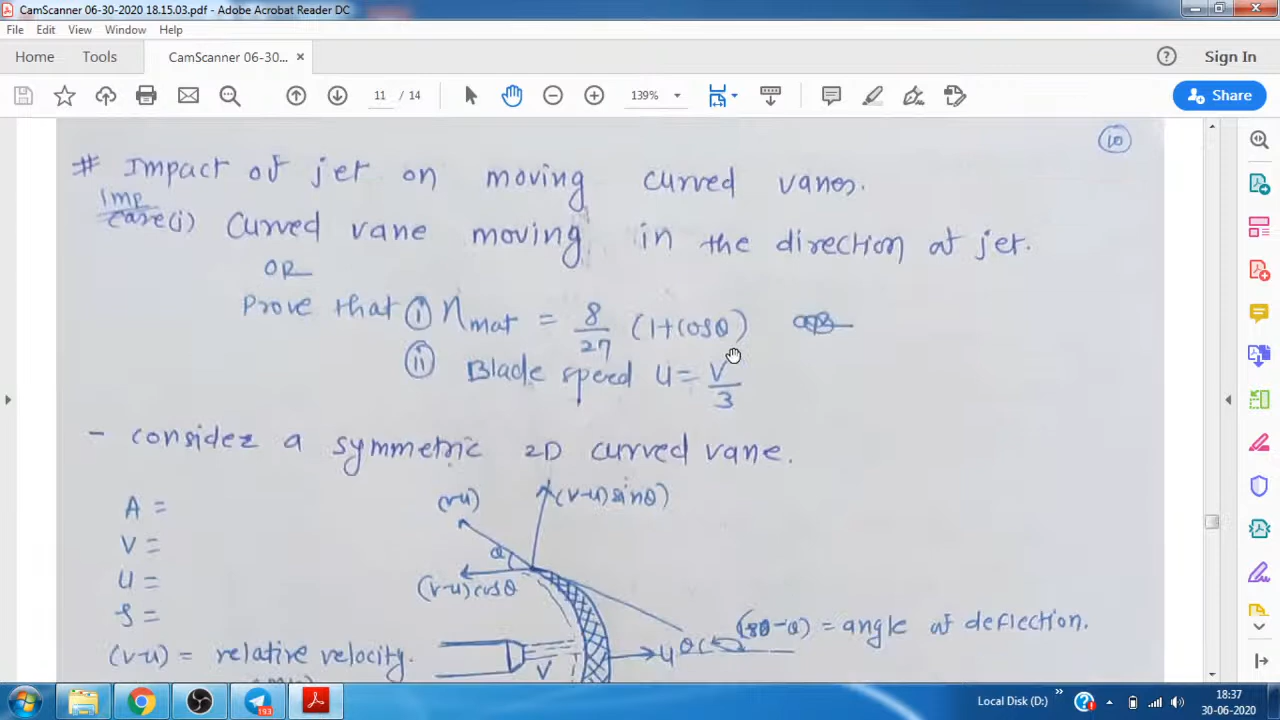 CamScanner 06-30-2020 18.15.03.pdf - Adobe Acrobat Reader DC
File Edit View Window Help
Home Tools CamScanner 06-30... × Sign In
11 / 14 139% Share
10
# Impact of jet on moving curved vanes.
Imp
case(i) Curved vane moving in the direction of jet.
OR
Prove that (i) η mat = 8/27 (1+cosθ)
(ii) Blade speed u = V/3
- consider a symmetric 2D curved vane.
(v-u) (v-u)sinθ)
A =
V =
θ
U =
(v-u)cosθ
ρ =
(180-θ) = angle of deflection.
θ
(v-u) = relative velocity.
V u
Local Disk (D:) » 18:37
193
30-06-2020